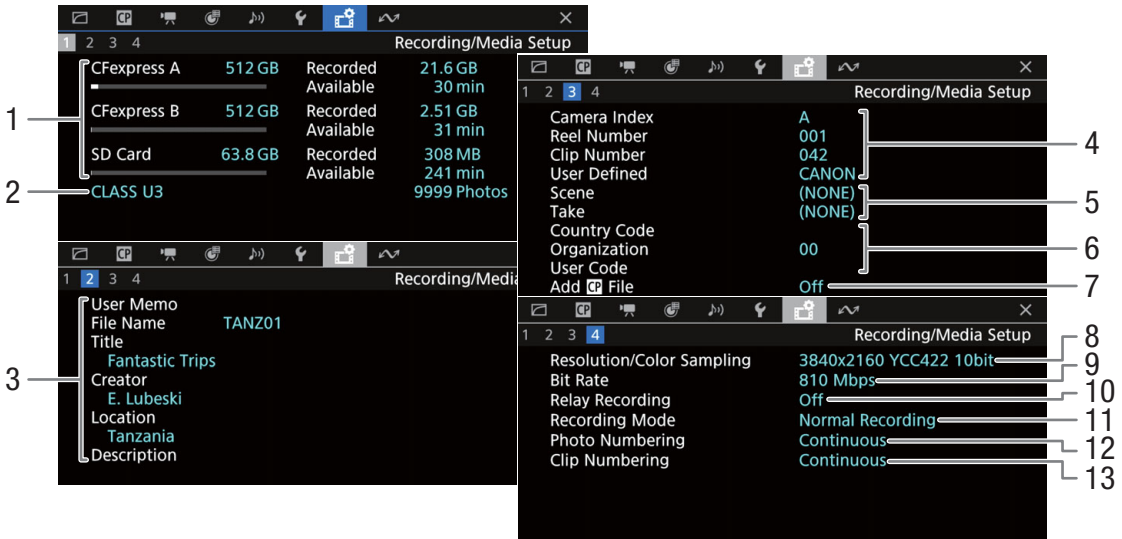 CP
×
1 2 3 4 Recording/Media Setup
CFexpress A 512 GB Recorded 21.6 GB
Available 30 min
CFexpress B 512 GB Recorded 2.51 GB
Available 31 min
SD Card 63.8 GB Recorded 308 MB
Available 241 min
CLASS U3 9999 Photos
1
2
CP
1 2 3 4 Recording/Media
User Memo
File Name TANZ01
Title
Fantastic Trips
Creator
E. Lubeski
Location
Tanzania
Description
3
CP
×
1 2 3 4 Recording/Media Setup
Camera Index A
Reel Number 001
Clip Number 042
User Defined CANON
Scene (NONE)
Take (NONE)
Country Code
Organization 00
User Code
Add CP File Off
4
5
6
7
CP
×
1 2 3 4 Recording/Media Setup
Resolution/Color Sampling 3840x2160 YCC422 10bit
Bit Rate 810 Mbps
Relay Recording Off
Recording Mode Normal Recording
Photo Numbering Continuous
Clip Numbering Continuous
8
9
10
11
12
13